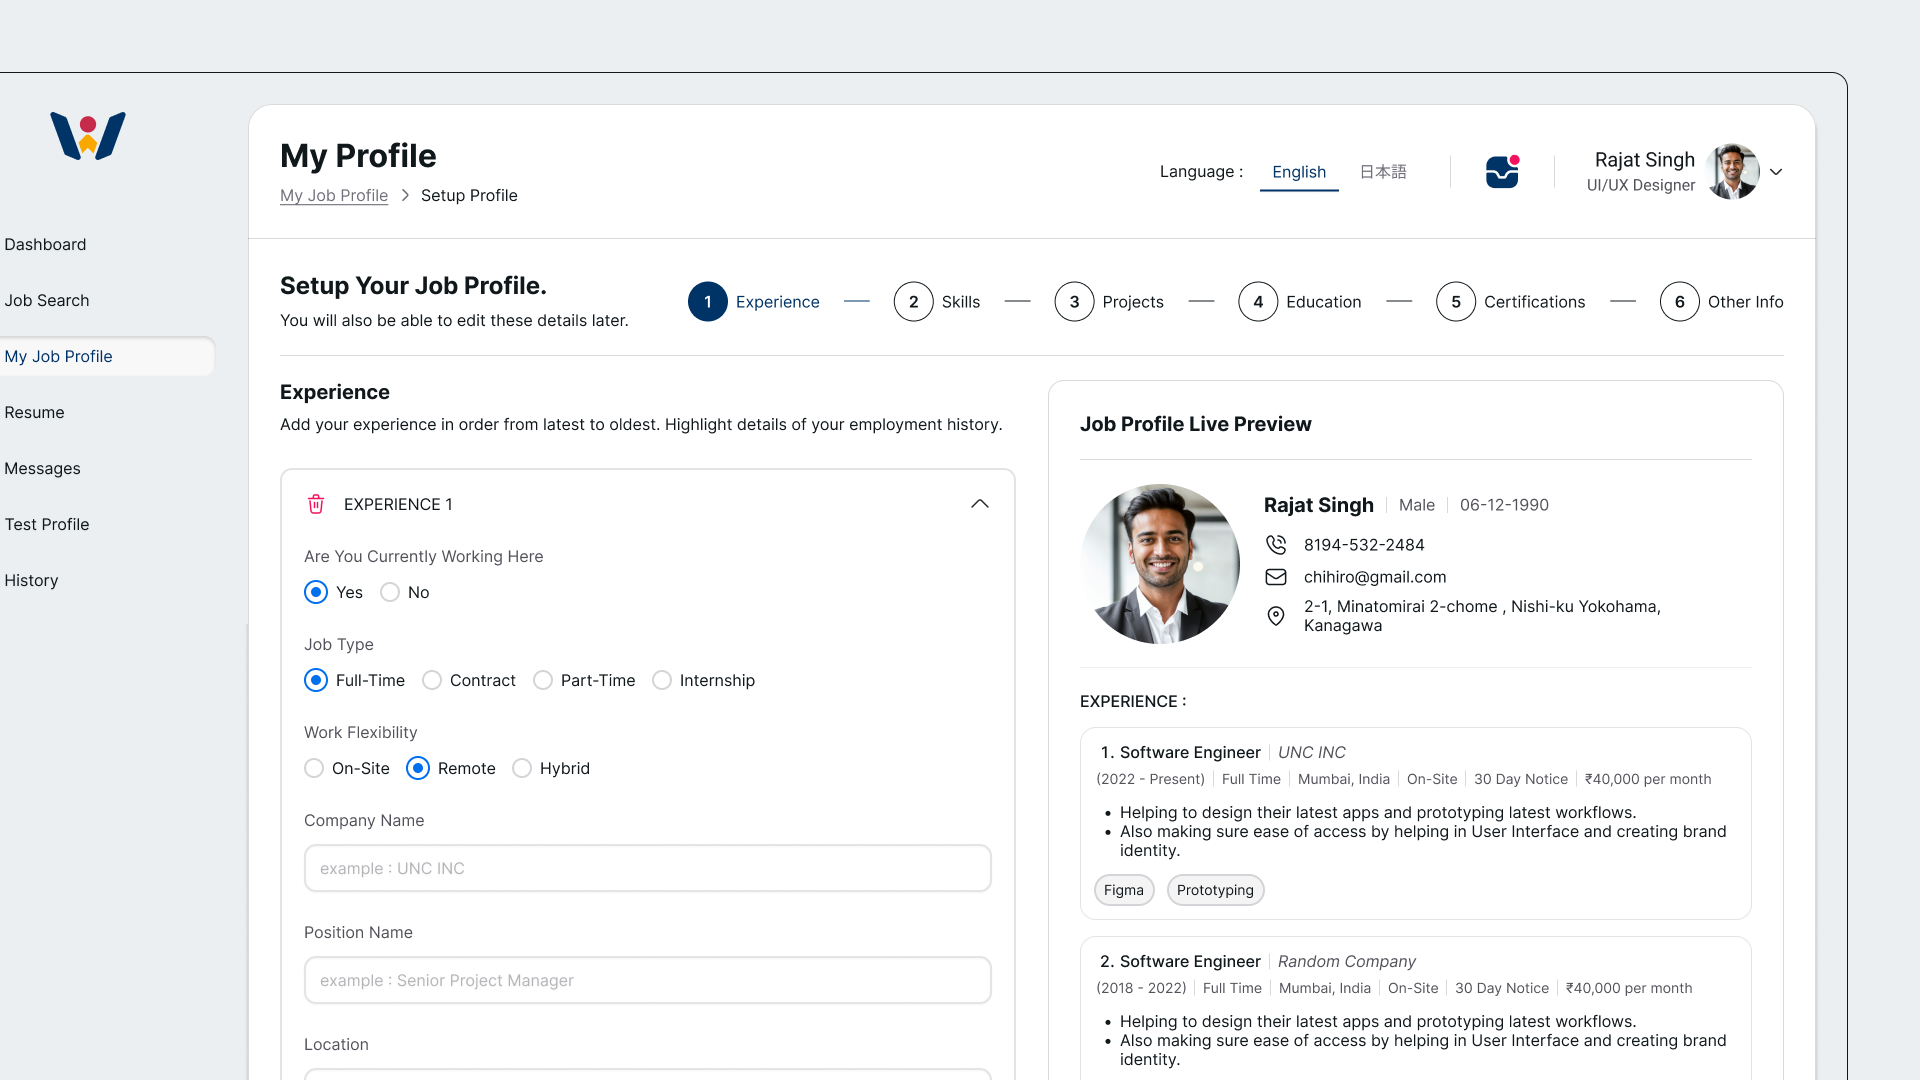 My Profile
My Job Profile > Setup Profile
Language : English 日本語
Rajat Singh
UI/UX Designer
Dashboard
Job Search
My Job Profile
Resume
Messages
Test Profile
History
Setup Your Job Profile.
You will also be able to edit these details later.
1 Experience 2 Skills 3 Projects 4 Education 5 Certifications 6 Other Info
Experience
Add your experience in order from latest to oldest. Highlight details of your employment history.
EXPERIENCE 1
Are You Currently Working Here
Yes No
Job Type
Full-Time Contract Part-Time Internship
Work Flexibility
On-Site Remote Hybrid
Company Name
example : UNC INC
Position Name
example : Senior Project Manager
Location
Job Profile Live Preview
Rajat Singh Male 06-12-1990
8194-532-2484
chihiro@gmail.com
2-1, Minatomirai 2-chome , Nishi-ku Yokohama,
Kanagawa
EXPERIENCE :
1. Software Engineer UNC INC
(2022 - Present) Full Time Mumbai, India On-Site 30 Day Notice ₹40,000 per month
• Helping to design their latest apps and prototyping latest workflows.
• Also making sure ease of access by helping in User Interface and creating brand
identity.
Figma Prototyping
2. Software Engineer Random Company
(2018 - 2022) Full Time Mumbai, India On-Site 30 Day Notice ₹40,000 per month
• Helping to design their latest apps and prototyping latest workflows.
• Also making sure ease of access by helping in User Interface and creating brand
identity.